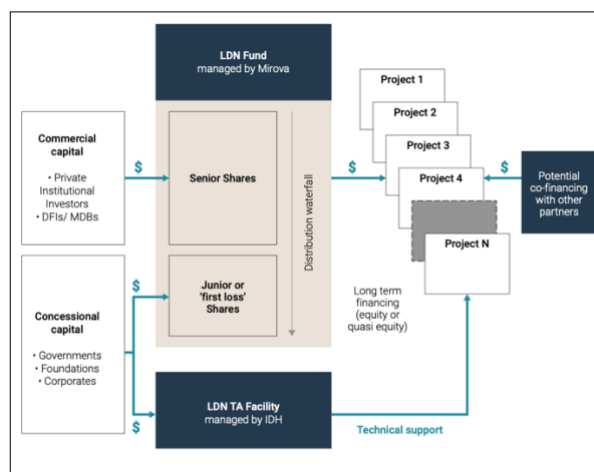 LDN Fund
managed by Mirova
Commercial
capital
• Private
Institutional
Investors
• DFIs/ MDBs
$
Senior Shares
Distribution waterfall
$
Project 1
Project 2
Project 3
Project 4
Project N
$
Potential
co-financing
with other
partners
Concessional
capital
• Governments
• Foundations
• Corporates
$
Junior or
'first loss'
Shares
Long term
financing
(equity or
quasi equity)
$
LDN TA Facility
managed by IDH
Technical support